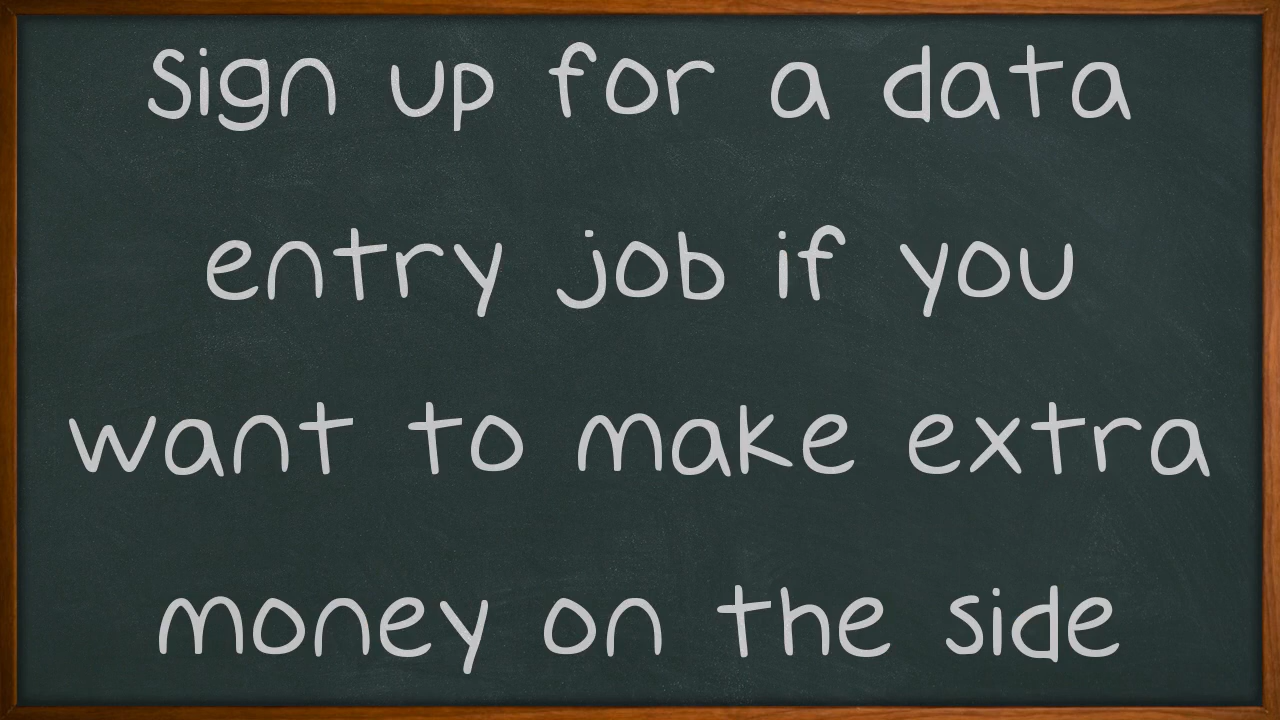 Sign up for a data
entry job if you
want to make extra
money on the side